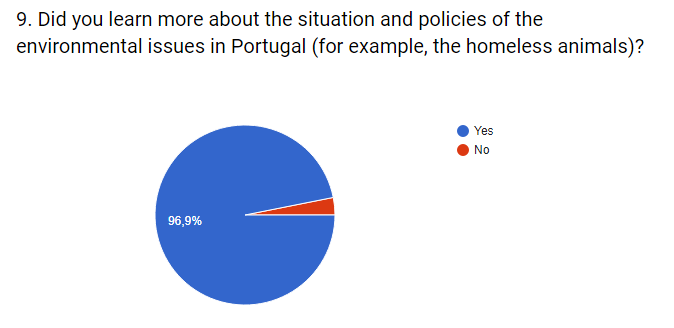 9. Did you learn more about the situation and policies of the
environmental issues in Portugal (for example, the homeless animals)?
Yes
No
96,9%